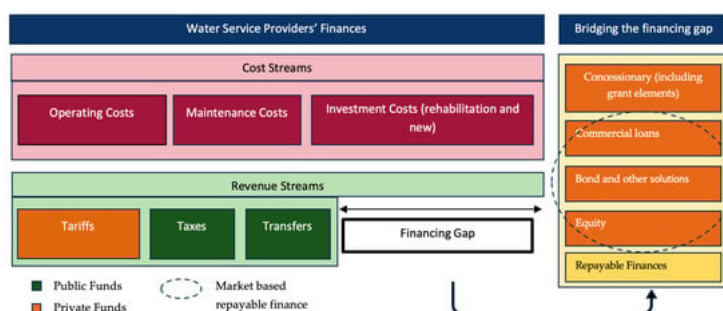 Water Service Providers' Finances
Bridging the financing gap
Cost Streams
Operating Costs
Maintenance Costs
Investment Costs (rehabilitation and
new)
Revenue Streams
Tariffs
Taxes
Transfers
Financing Gap
Concessionary (including
grant elements)
Commercial loans
Bond and other solutions
Equity
Repayable Finances
Public Funds
Private Funds
Market based
repayable finance